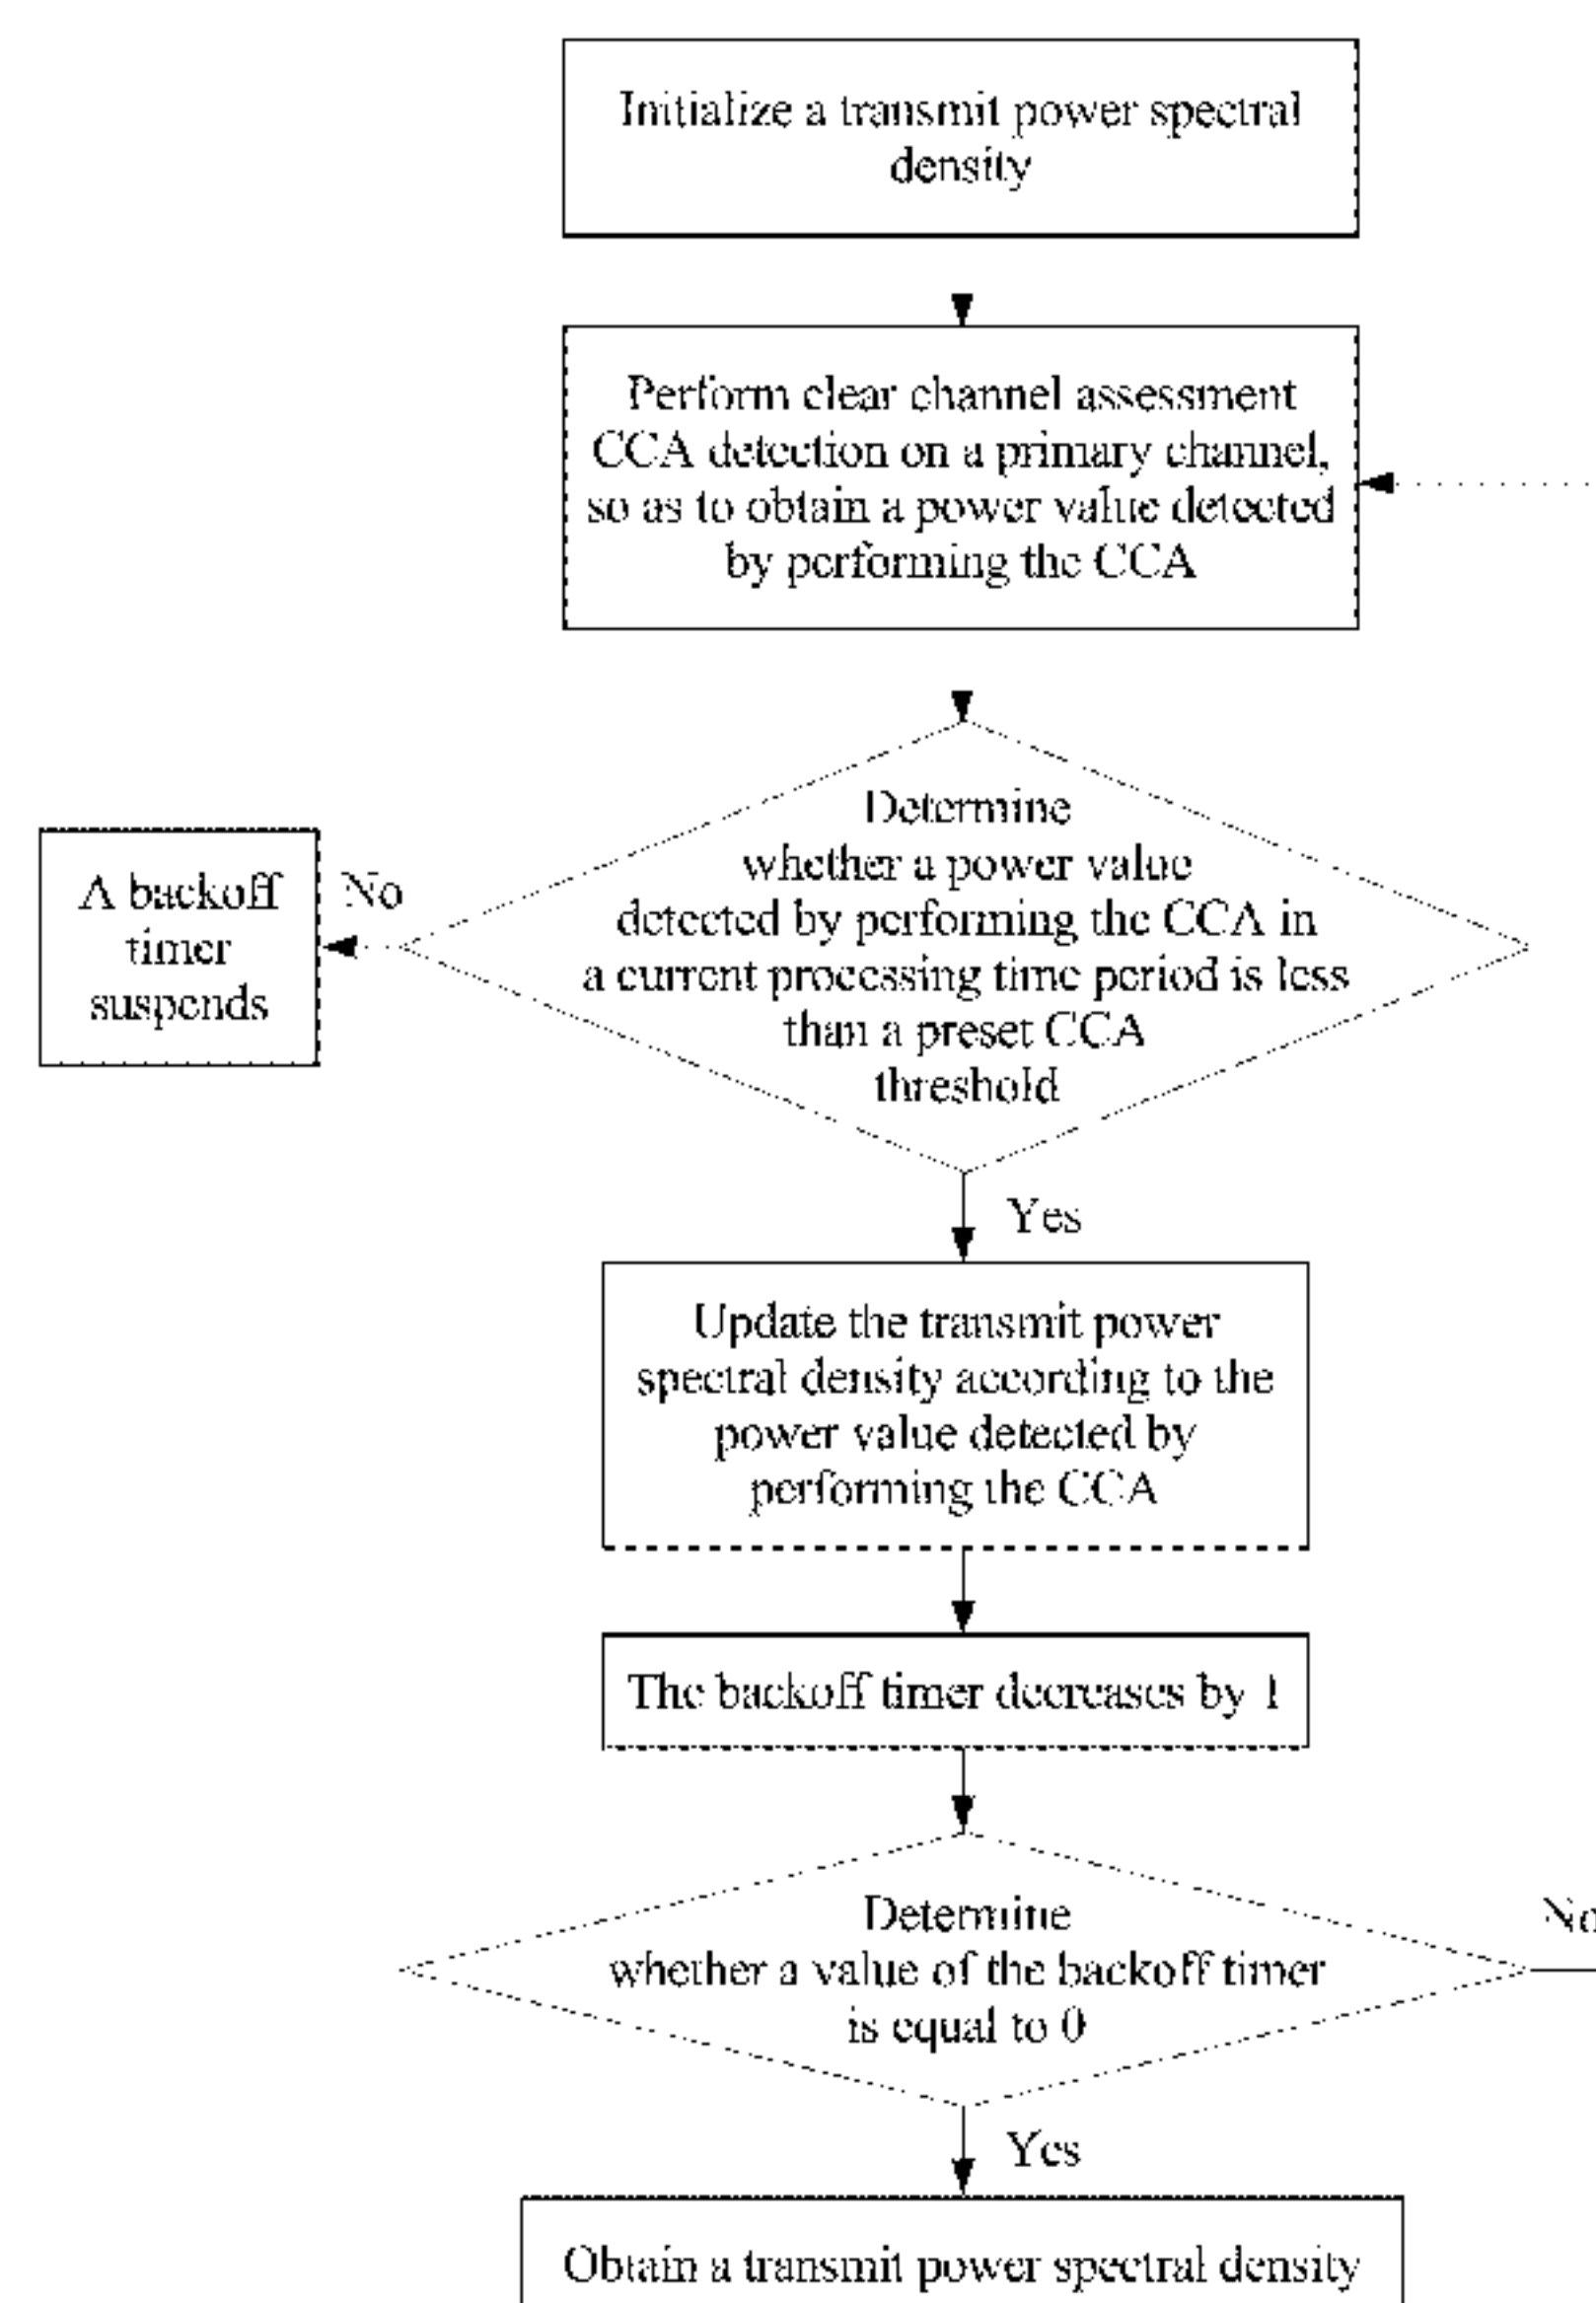 Initialize a transmit power spectral
density
Perform clear channel assessment
CCA detection on a primary channel,
so as to obtain a power value detected
by performing the CCA
Determine
whether a power value
detected by performing the CCA in
a current processing time period is less
than a preset CCA
threshold
No
A backoff
timer
suspends
Yes
Update the transmit power
spectral density according to the
power value detected by
performing the CCA
The backoff timer decreases by 1
Determine
whether a value of the backoff timer
is equal to 0
No
Yes
Obtain a transmit power spectral density